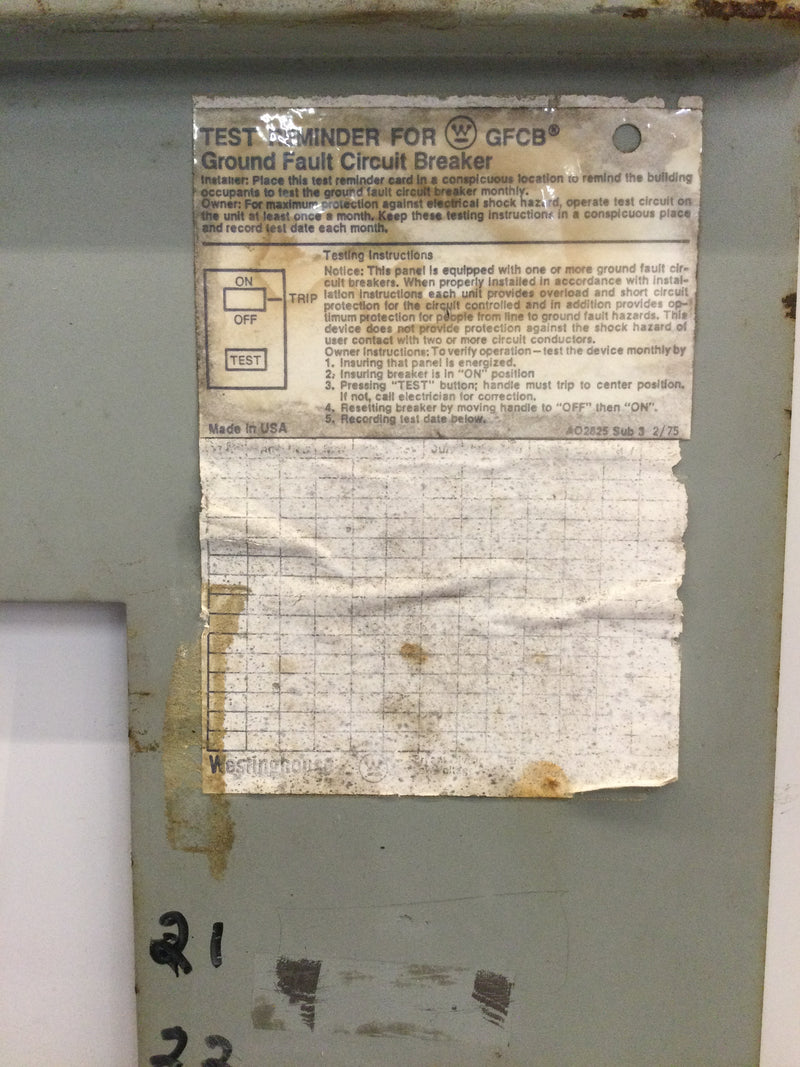 TEST REMINDER FOR W GFCB®
Ground Fault Circuit Breaker
Installer: Place this test reminder card in a conspicuous location to remind the building
occupants to test the ground fault circuit breaker monthly.
Owner: For maximum protection against electrical shock hazard, operate test circuit on
the unit at least once a month. Keep these testing instructions in a conspicuous place
and record test date each month.
ON
TRIP
OFF
TEST
Made in USA
Testing Instructions
Notice: This panel is equipped with one or more ground fault cir-
cuit breakers. When properly installed in accordance with instal-
lation instructions each unit provides overload and short circuit
protection for the circuit controlled and in addition provides op-
timum protection for people from line to ground fault hazards. This
device does not provide protection against the shock hazard of
user contact with two or more circuit conductors.
Owner Instructions: To verify operation—test the device monthly by
1. Insuring that panel is energized.
2. Insuring breaker is in "ON" position
3. Pressing "TEST" button; handle must trip to center position.
If not, call electrician for correction.
4. Resetting breaker by moving handle to "OFF" then "ON".
5. Recording test date below.
AO2825 Sub 3 2/75
Westinghouse W
21
22